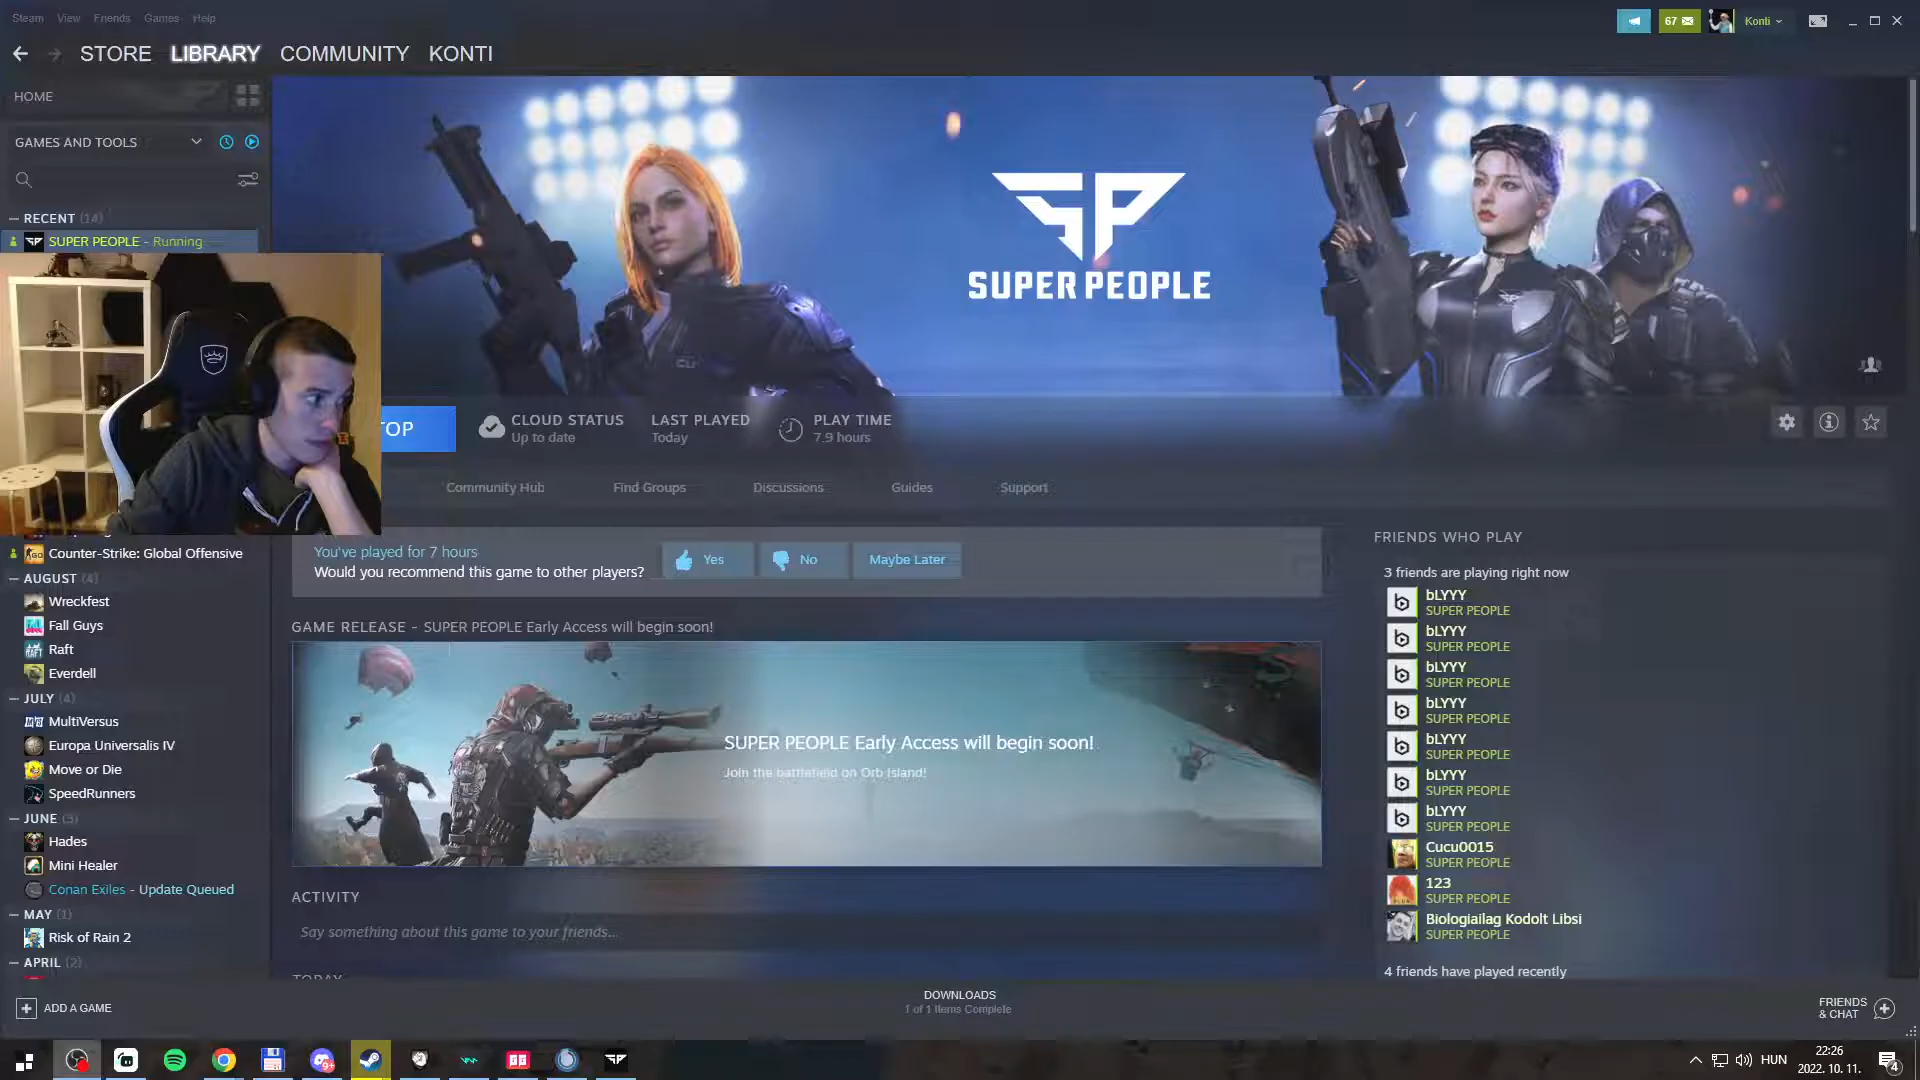 Steam View Friends Games Help
67
Konti
STORE LIBRARY COMMUNITY KONTI
HOME
GAMES AND TOOLS
RECENT (14)
SUPER PEOPLE - Running
SUPER PEOPLE
TOP
CLOUD STATUS
Up to date
LAST PLAYED
Today
PLAY TIME
7.9 hours
Community Hub
Find Groups
Discussions
Guides
Support
Counter-Strike: Global Offensive
AUGUST (4)
Wreckfest
Fall Guys
Raft
Everdell
JULY (4)
MultiVersus
Europa Universalis IV
Move or Die
SpeedRunners
JUNE (3)
Hades
Mini Healer
Conan Exiles - Update Queued
MAY (1)
Risk of Rain 2
APRIL (2)
You've played for 7 hours
Would you recommend this game to other players?
Yes
No
Maybe Later
GAME RELEASE - SUPER PEOPLE Early Access will begin soon!
SUPER PEOPLE Early Access will begin soon!
Join the battlefield on Orb Island!
ACTIVITY
Say something about this game to your friends...
TODAY
FRIENDS WHO PLAY
3 friends are playing right now
bLYYY
SUPER PEOPLE
bLYYY
SUPER PEOPLE
bLYYY
SUPER PEOPLE
bLYYY
SUPER PEOPLE
bLYYY
SUPER PEOPLE
bLYYY
SUPER PEOPLE
bLYYY
SUPER PEOPLE
Cucu0015
SUPER PEOPLE
123
SUPER PEOPLE
Biologiailag Kodolt Libsi
SUPER PEOPLE
4 friends have played recently
ADD A GAME
DOWNLOADS
1 of 1 Items Complete
FRIENDS
& CHAT
9+
HUN
22:26
2022. 10. 11.
4